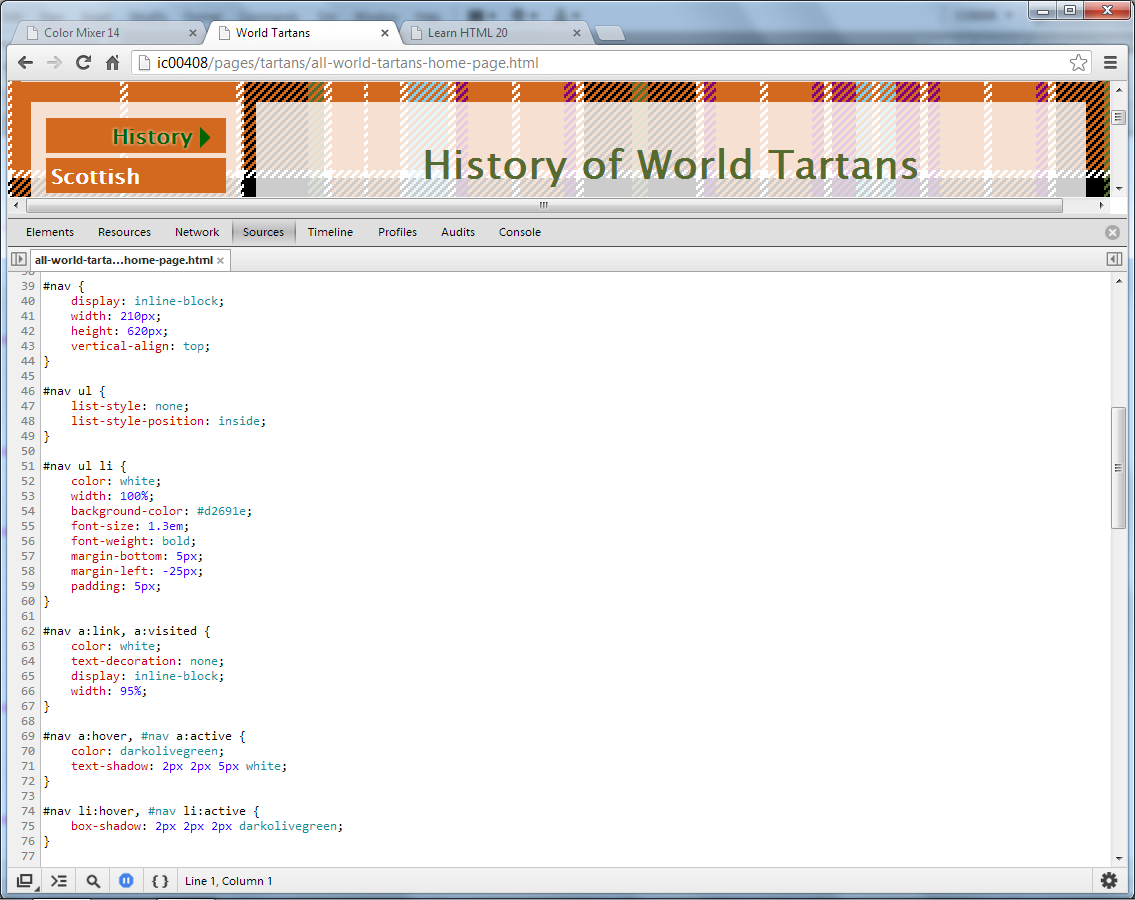 Color Mixer 14 × World Tartans × Learn HTML 20 ×
ic00408/pages/tartans/all-world-tartans-home-page.html
History
Scottish
History of World Tartans
Elements Resources Network Sources Timeline Profiles Audits Console
all-world-tarta...home-page.html ×
39 #nav {
40 display: inline-block;
41 width: 210px;
42 height: 620px;
43 vertical-align: top;
44 }
45
46 #nav ul {
47 list-style: none;
48 list-style-position: inside;
49 }
50
51 #nav ul li {
52 color: white;
53 width: 100%;
54 background-color: #d2691e;
55 font-size: 1.3em;
56 font-weight: bold;
57 margin-bottom: 5px;
58 margin-left: -25px;
59 padding: 5px;
60 }
61
62 #nav a:link, a:visited {
63 color: white;
64 text-decoration: none;
65 display: inline-block;
66 width: 95%;
67 }
68
69 #nav a:hover, #nav a:active {
70 color: darkolivegreen;
71 text-shadow: 2px 2px 5px white;
72 }
73
74 #nav li:hover, #nav li:active {
75 box-shadow: 2px 2px 2px darkolivegreen;
76 }
77
{ } Line 1, Column 1